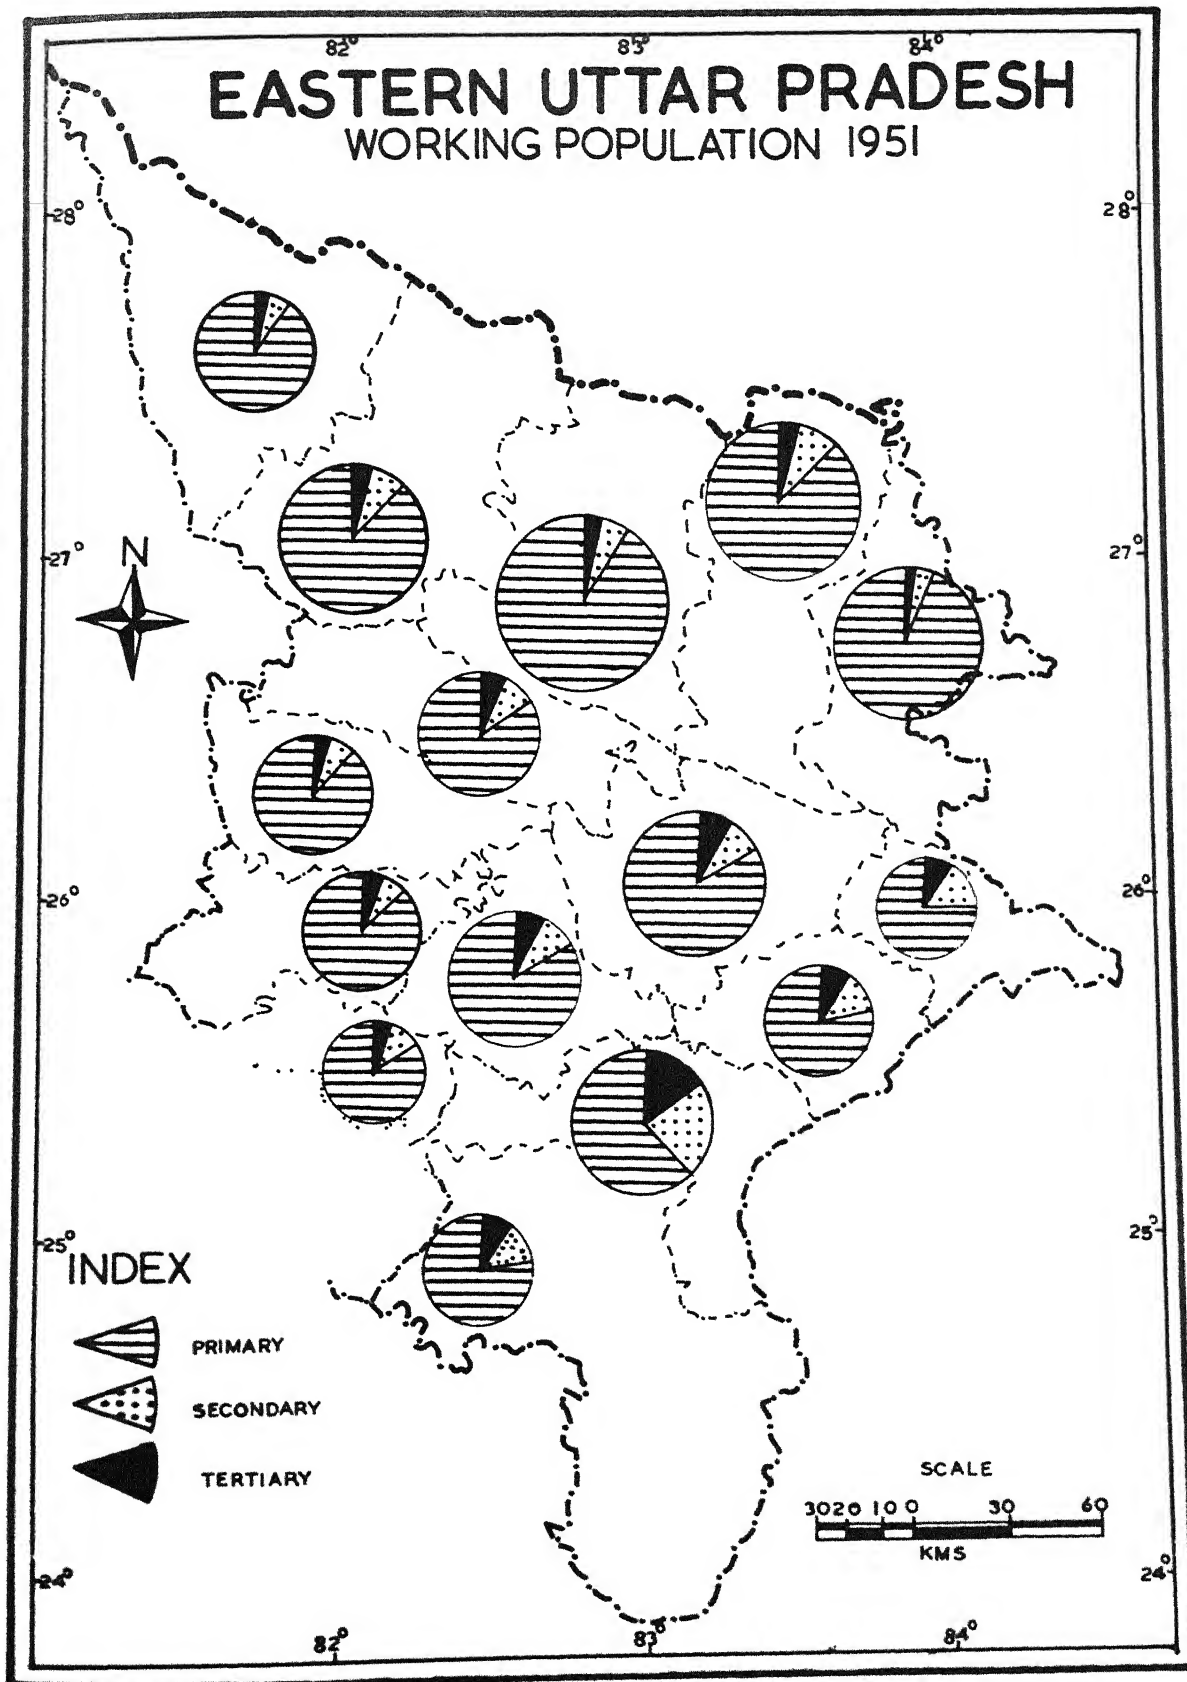 82° 83° 84°
EASTERN UTTAR PRADESH
WORKING POPULATION 1951
28° 28°
27° 27°
N
26° 26°
25° 25°
INDEX
PRIMARY
SECONDARY
TERTIARY
SCALE
30 20 10 0 30 60
KMS
24° 24°
82° 83° 84°